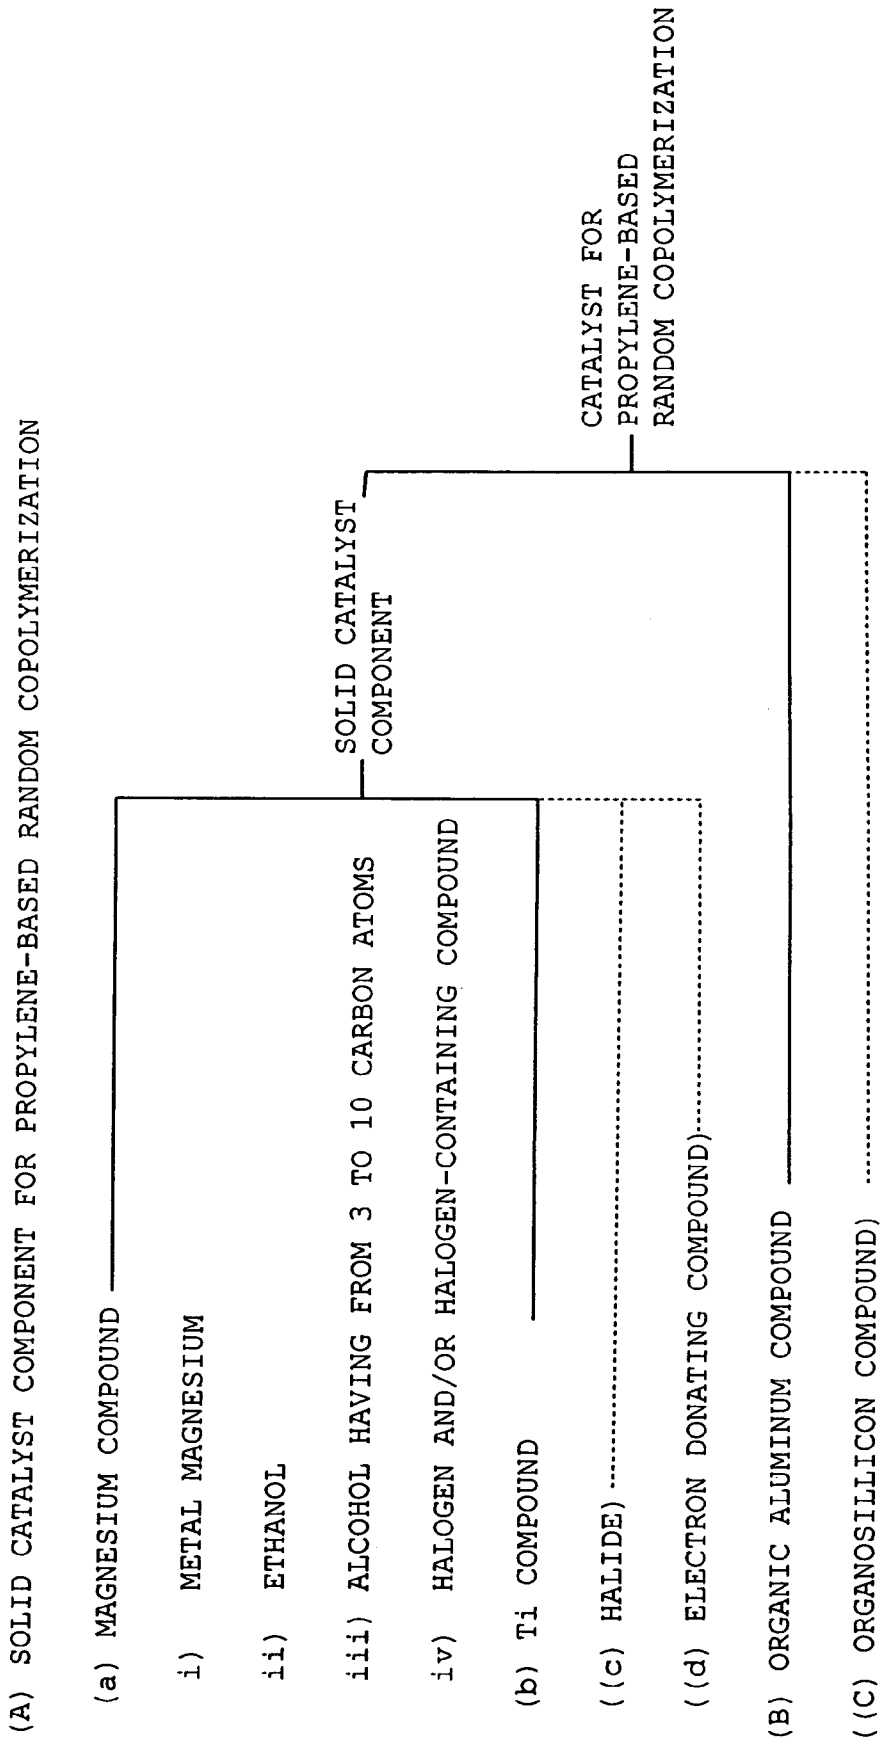 (A) SOLID CATALYST COMPONENT FOR PROPYLENE-BASED RANDOM COPOLYMERIZATION
(a) MAGNESIUM COMPOUND
i) METAL MAGNESIUM
ii) ETHANOL
iii) ALCOHOL HAVING FROM 3 TO 10 CARBON ATOMS
iv) HALOGEN AND/OR HALOGEN-CONTAINING COMPOUND
(b) Ti COMPOUND
((c) HALIDE)
((d) ELECTRON DONATING COMPOUND)
(B) ORGANIC ALUMINUM COMPOUND
((C) ORGANOSILLICON COMPOUND)
SOLID CATALYST
COMPONENT
CATALYST FOR
PROPYLENE-BASED
RANDOM COPOLYMERIZATION